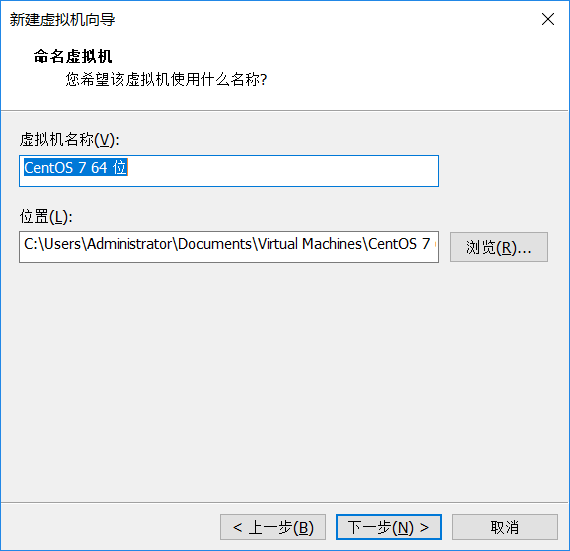 新建虚拟机向导
命名虚拟机
您希望该虚拟机使用什么名称?
虚拟机名称(V):
CentOS 7 64 位
位置(L):
C:\Users\Administrator\Documents\Virtual Machines\CentOS 7
浏览(R)...
< 上一步(B)
下一步(N) >
取消